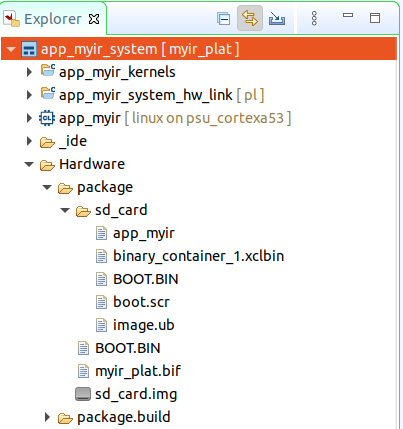 Explorer
app_myir_system [ myir_plat ]
app_myir_kernels
app_myir_system_hw_link [ pl ]
app_myir [ linux on psu_cortexa53 ]
_ide
Hardware
package
sd_card
app_myir
binary_container_1.xclbin
BOOT.BIN
boot.scr
image.ub
BOOT.BIN
myir_plat.bif
sd_card.img
package.build